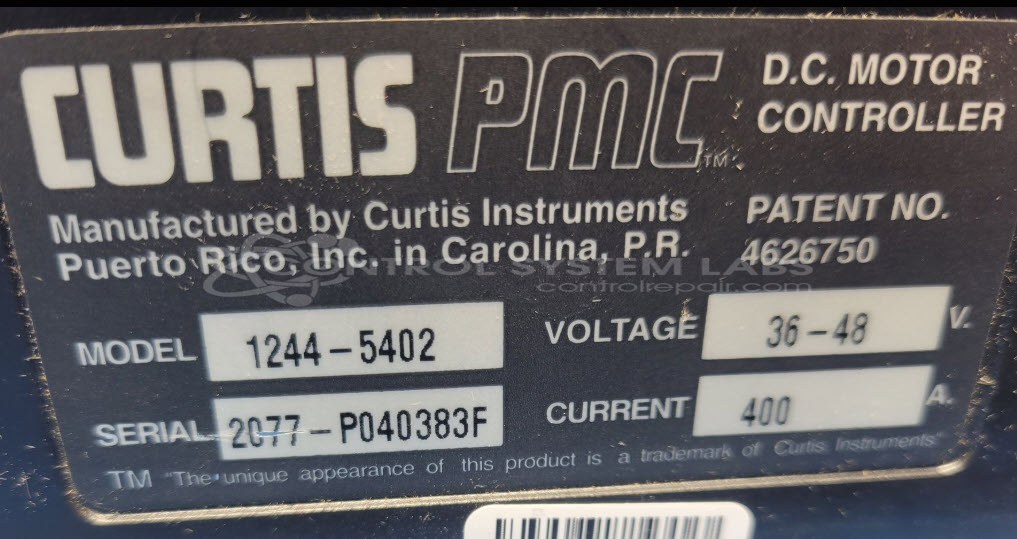 CURTIS PMC™
D.C. MOTOR
CONTROLLER
Manufactured by Curtis Instruments
Puerto Rico, Inc. in Carolina, P.R.
PATENT NO.
4626750
CONTROL SYSTEM LABS
controlrepair.com
MODEL 1244-5402
VOLTAGE 36-48 V.
SERIAL 2077-P040383F
CURRENT 400 A.
TM "The unique appearance of this product is a trademark of Curtis Instruments"